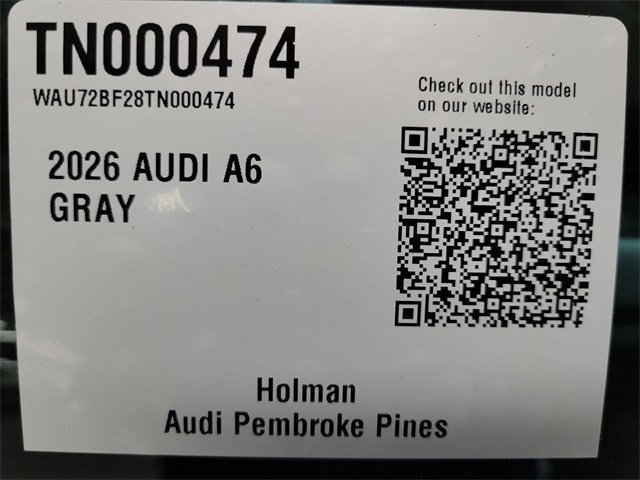 TN000474
WAU72BF28TN000474
Check out this model
on our website:
2026 AUDI A6
GRAY
Holman
Audi Pembroke Pines